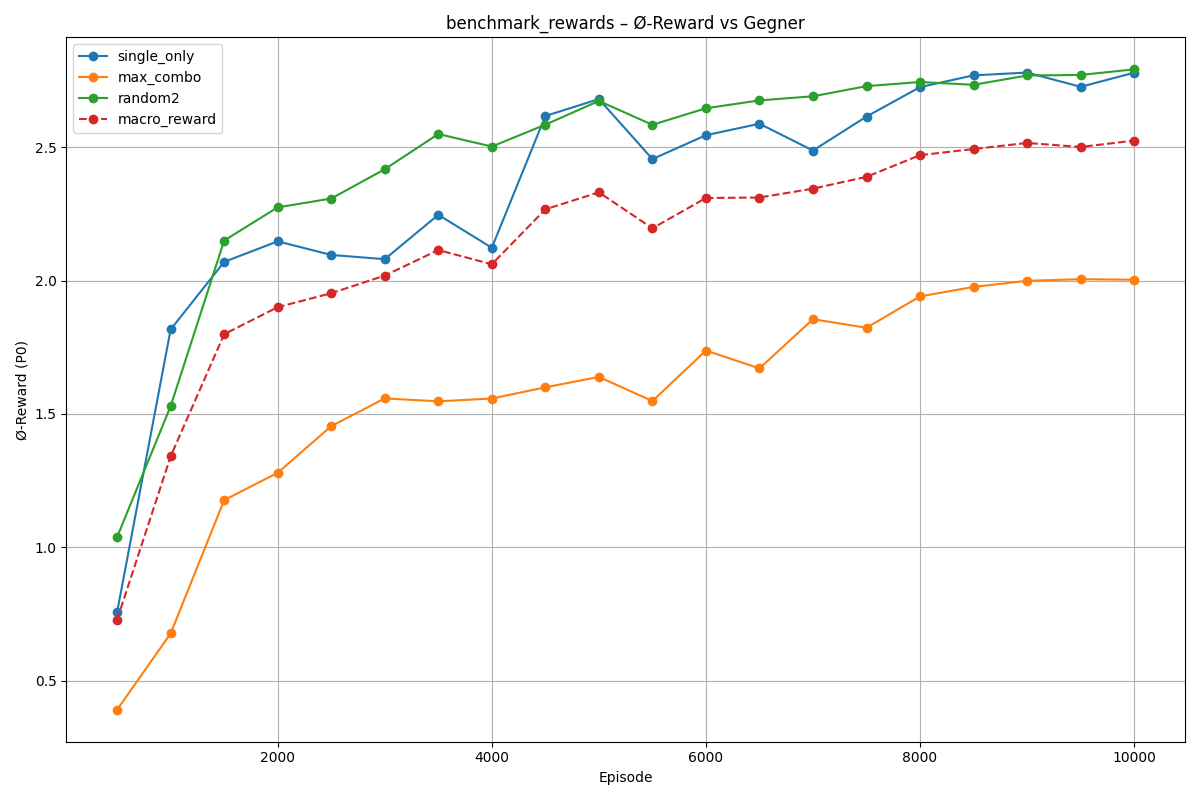 benchmark_rewards – Ø-Reward vs Gegner
single_only
max_combo
random2
macro_reward
Ø-Reward (P0)
2.5
2.0
1.5
1.0
0.5
2000 4000 6000 8000 10000
Episode